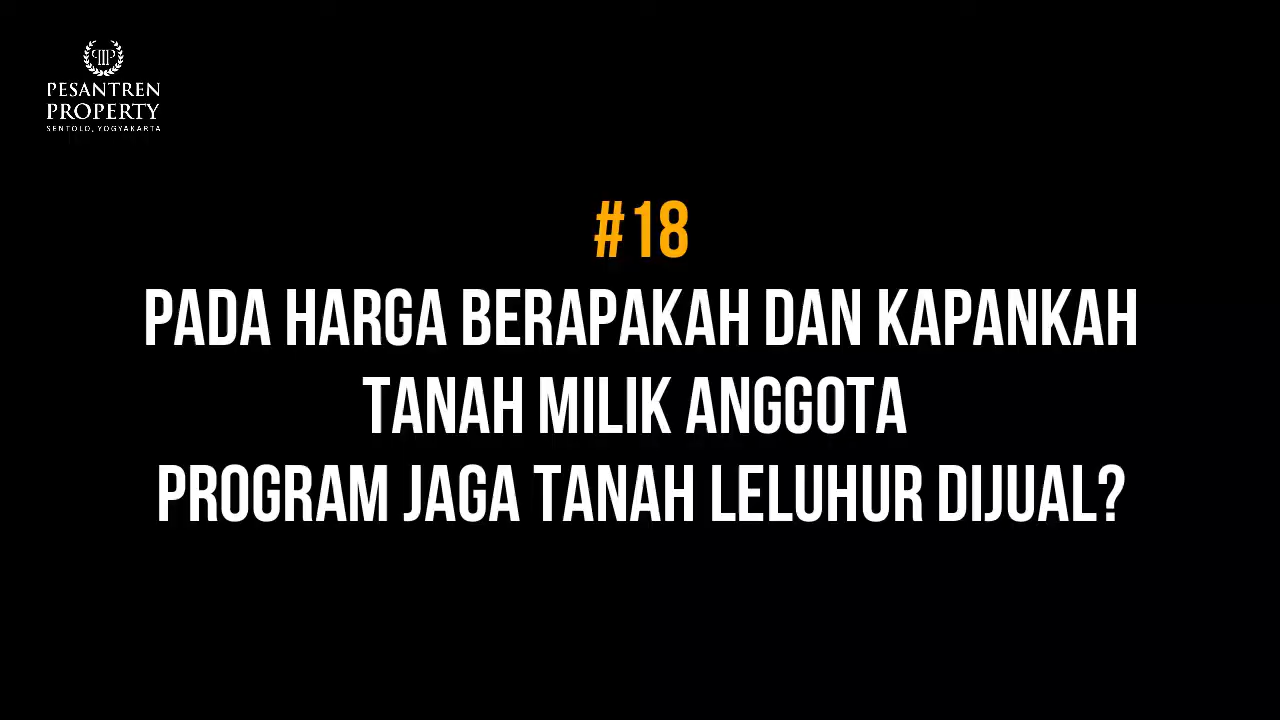 PESANTREN
PROPERTY
SENTOLO, YOGYAKARTA
#18
PADA HARGA BERAPAKAH DAN KAPANKAH
TANAH MILIK ANGGOTA
PROGRAM JAGA TANAH LELUHUR DIJUAL?